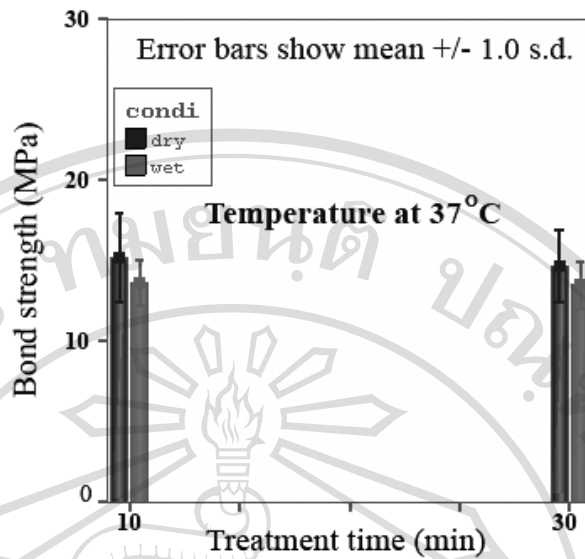 30
Error bars show mean +/- 1.0 s.d.
condi
dry
wet
20
Temperature at 37°C
Bond strength (MPa)
10
0
10
30
Treatment time (min)